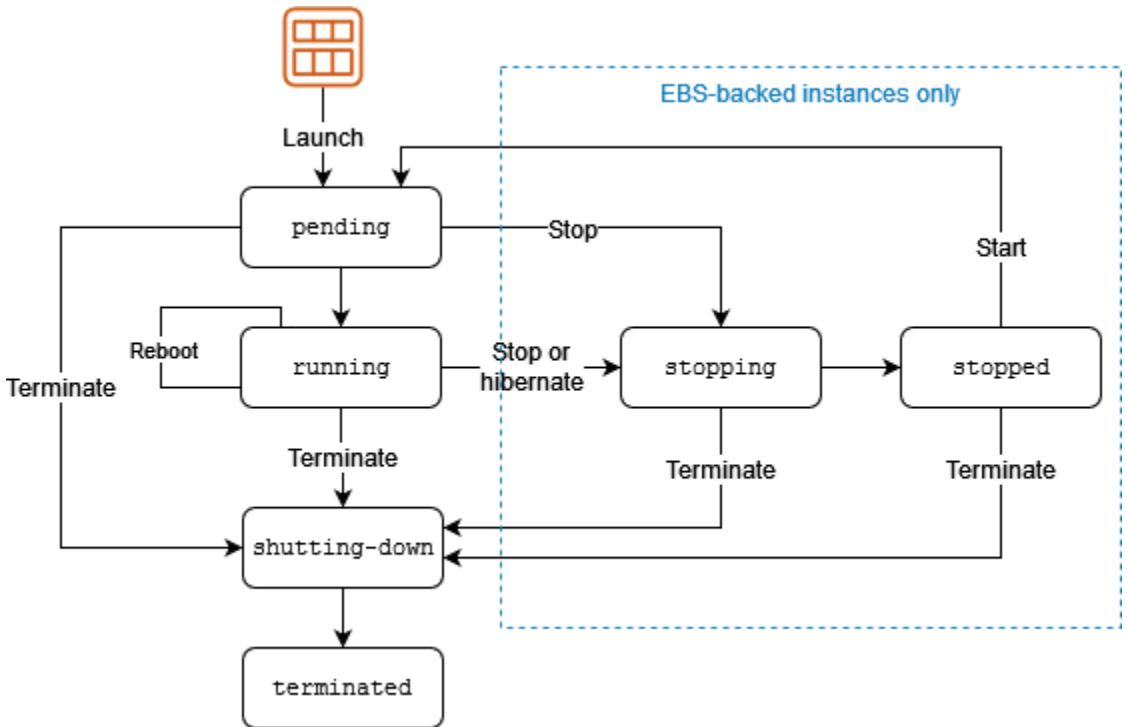 EBS-backed instances only
Launch
pending
Stop
Start
Reboot
running
Stop or
hibernate
stopping
stopped
Terminate
Terminate
Terminate
Terminate
shutting-down
terminated